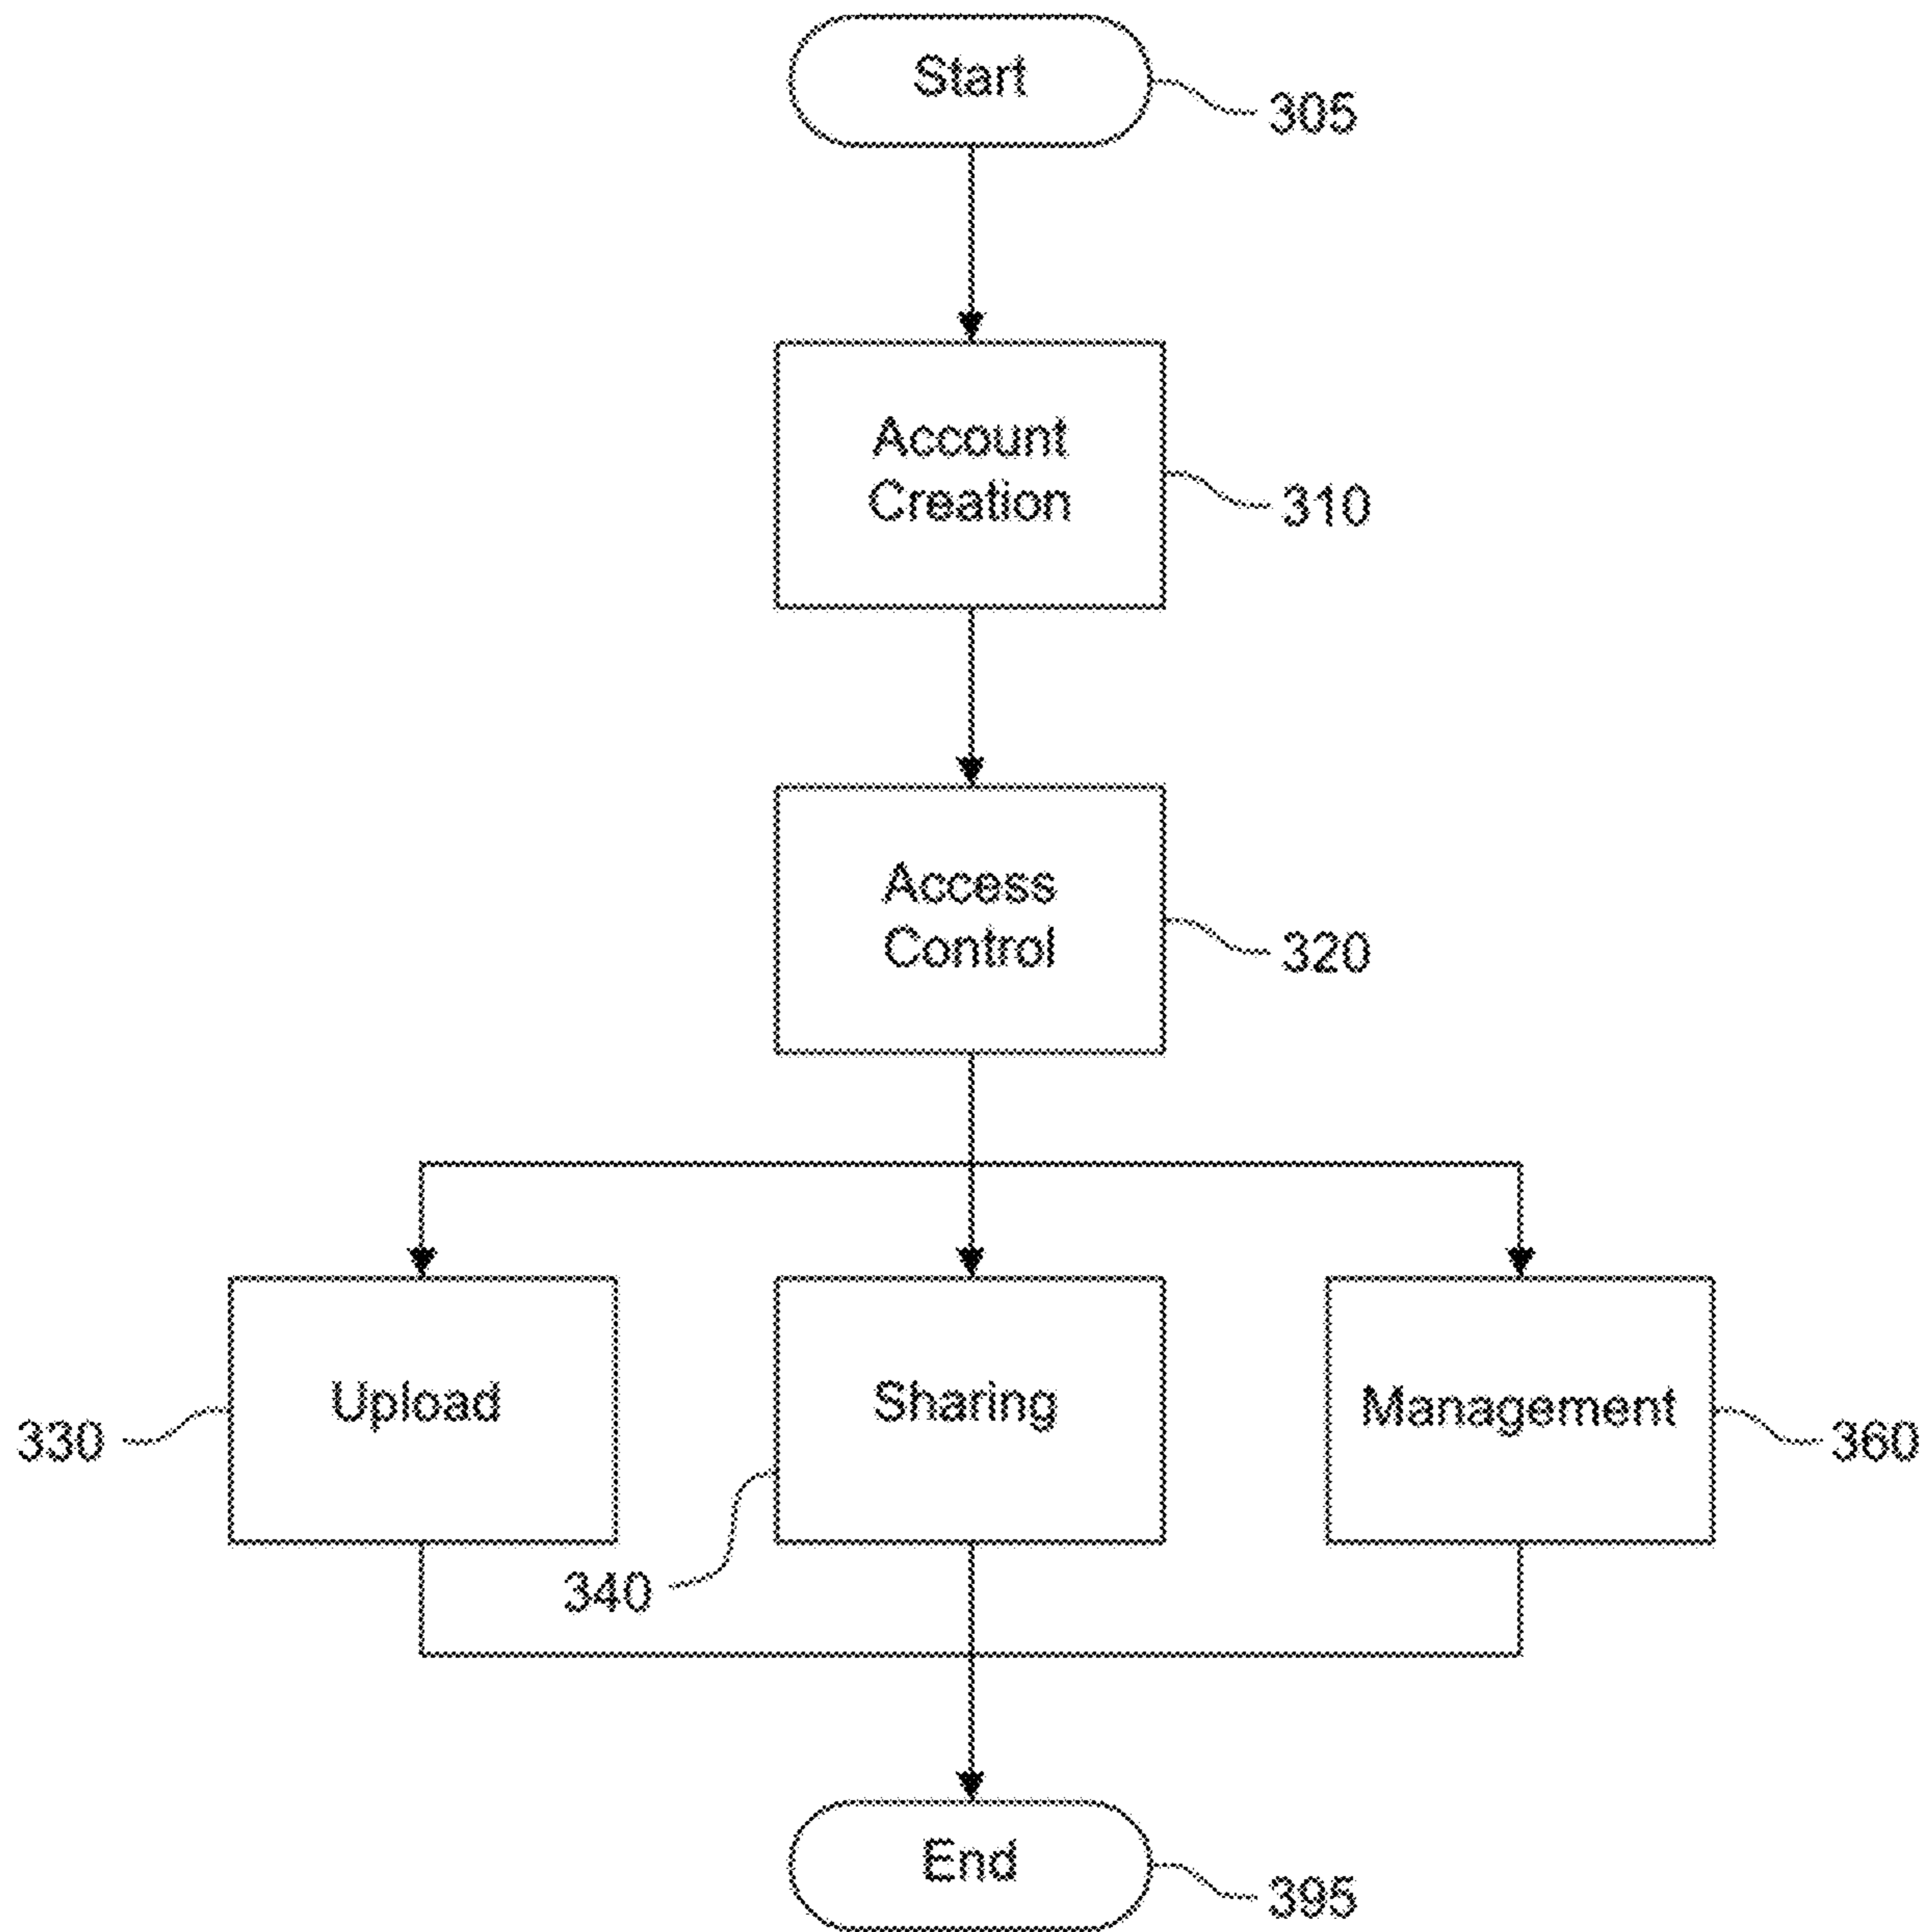 Start
305
Account
Creation
310
Access
Control
320
Upload
Sharing
Management
330
360
340
End
395